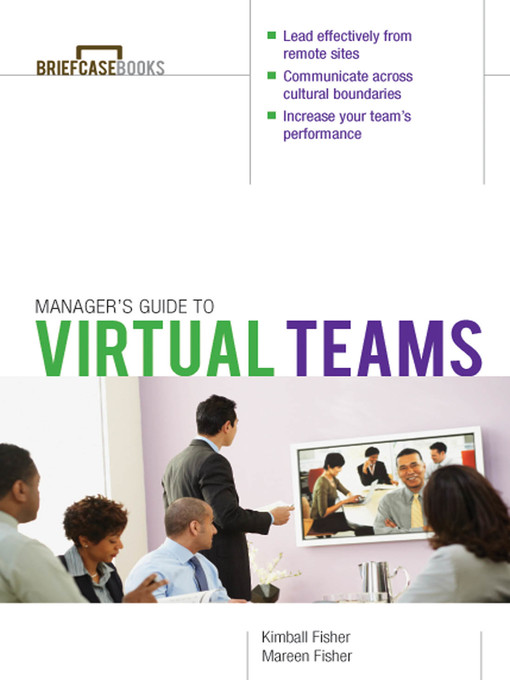 BRIEFCASEBOOKS
Lead effectively from
remote sites
Communicate across
cultural boundaries
Increase your team's
performance
MANAGER'S GUIDE TO
VIRTUAL TEAMS
Kimball Fisher
Mareen Fisher